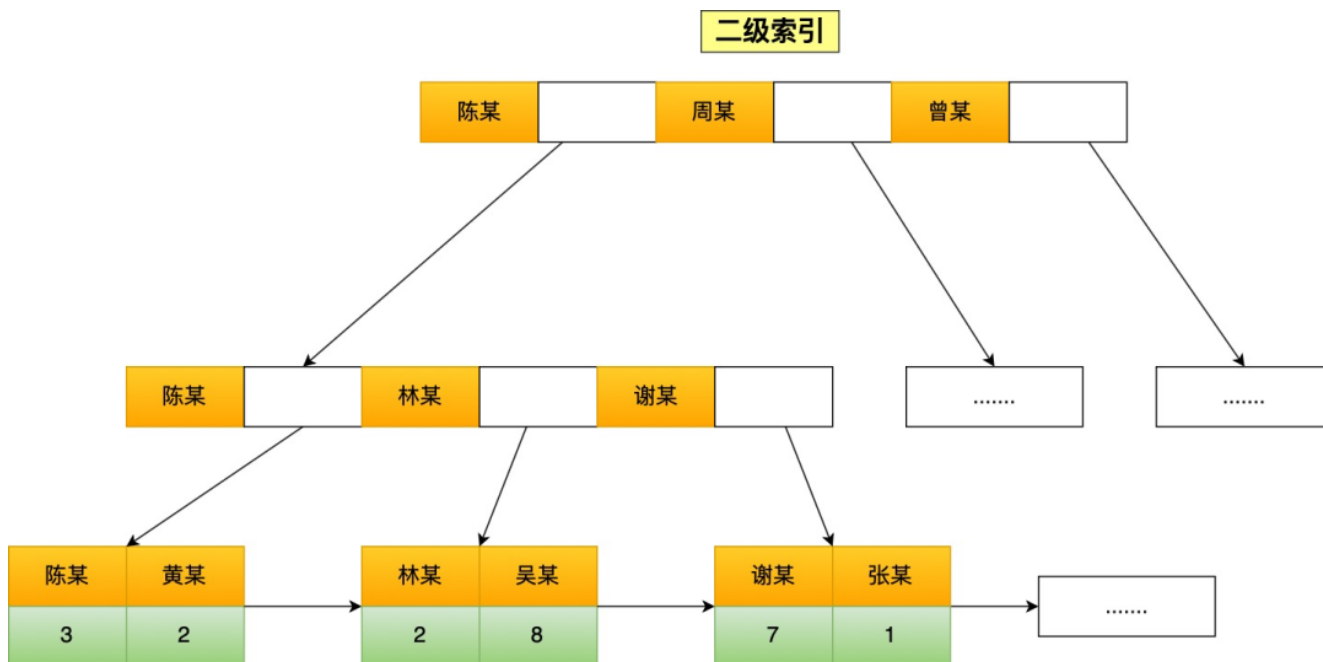 二级索引
陈某 周某 曾某
陈某 林某 谢某 ....... .......
陈某 黄某 林某 吴某 谢某 张某 .......
3 2 2 8 7 1